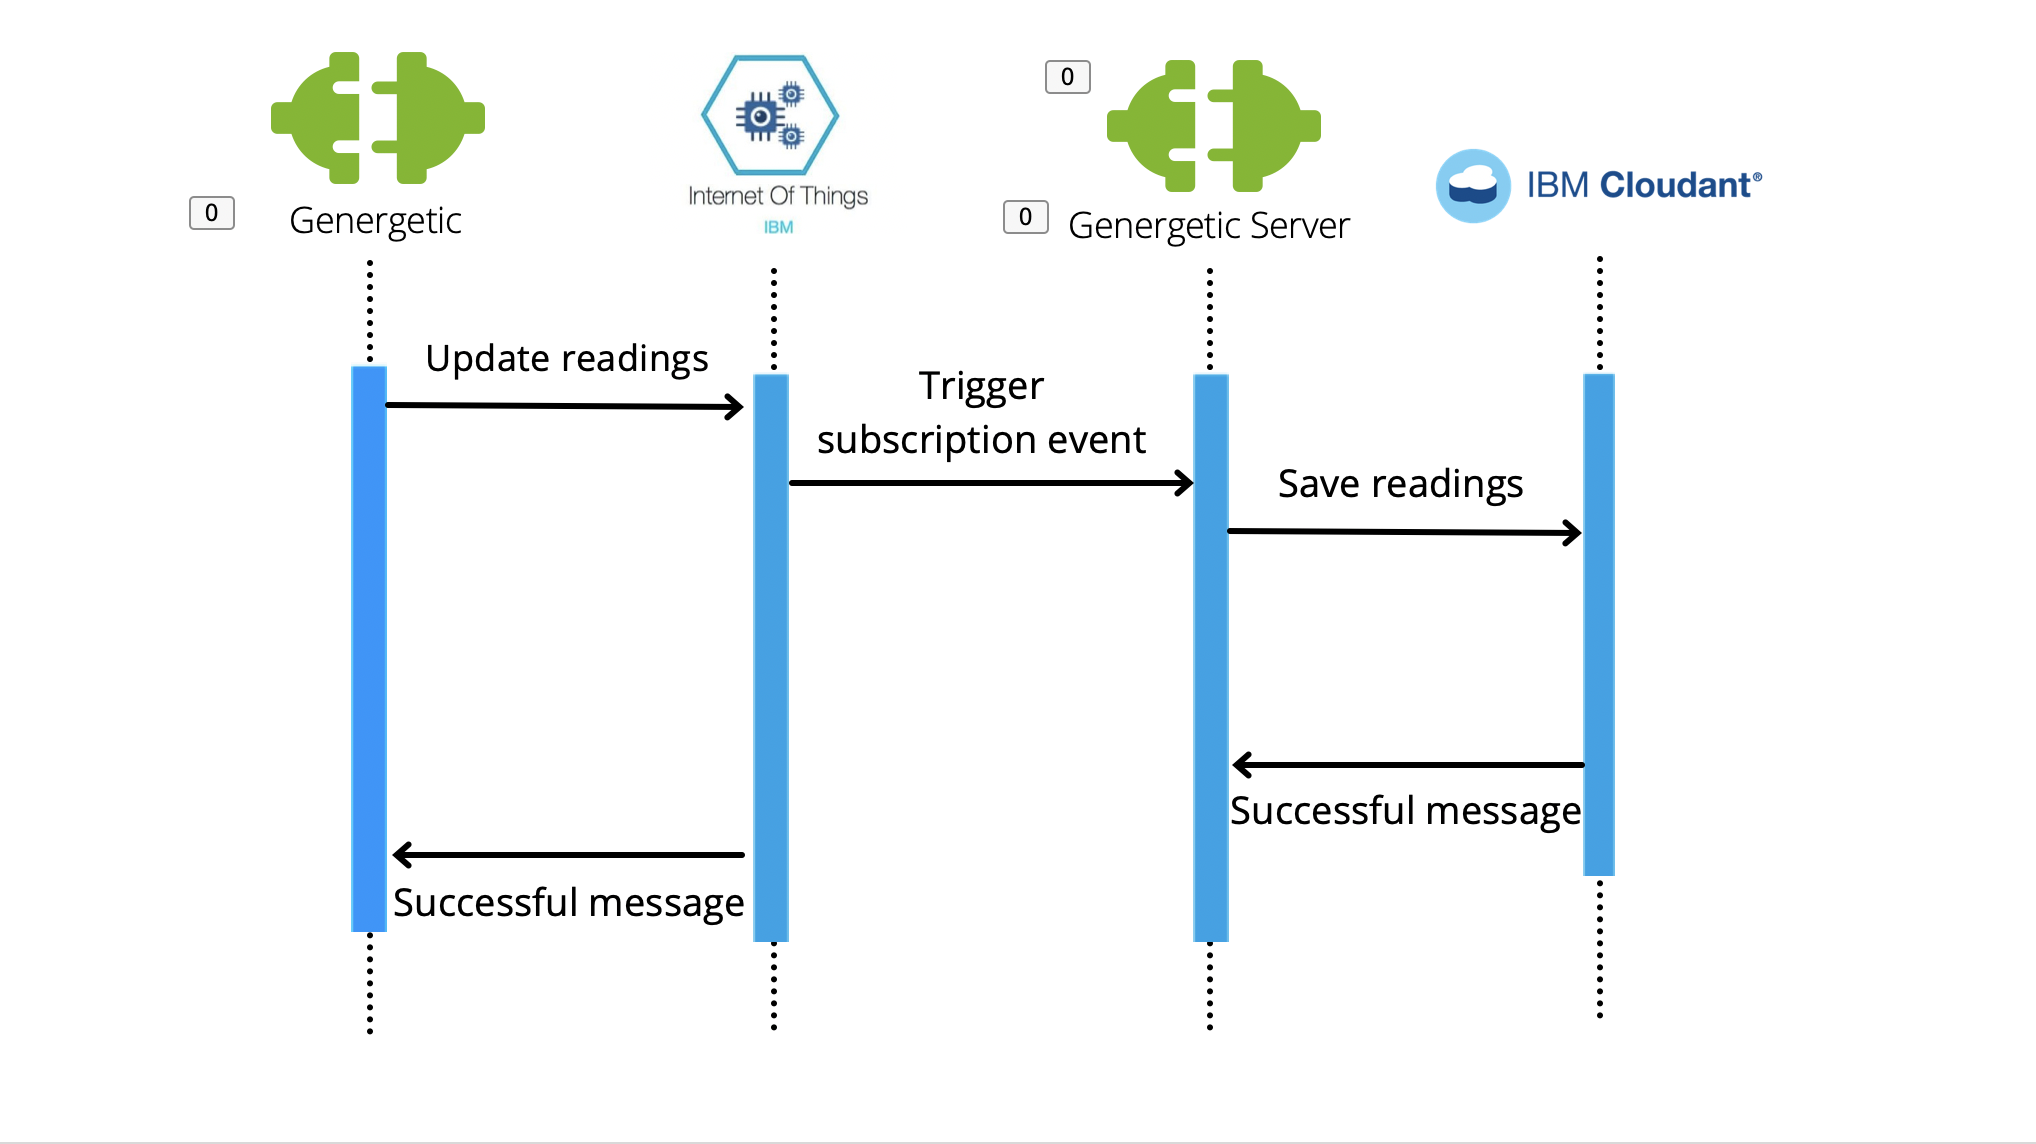 0
0
Genergetic
Internet Of Things
IBM
0
Genergetic Server
IBM Cloudant®
Update readings
Trigger
subscription event
Save readings
Successful message
Successful message